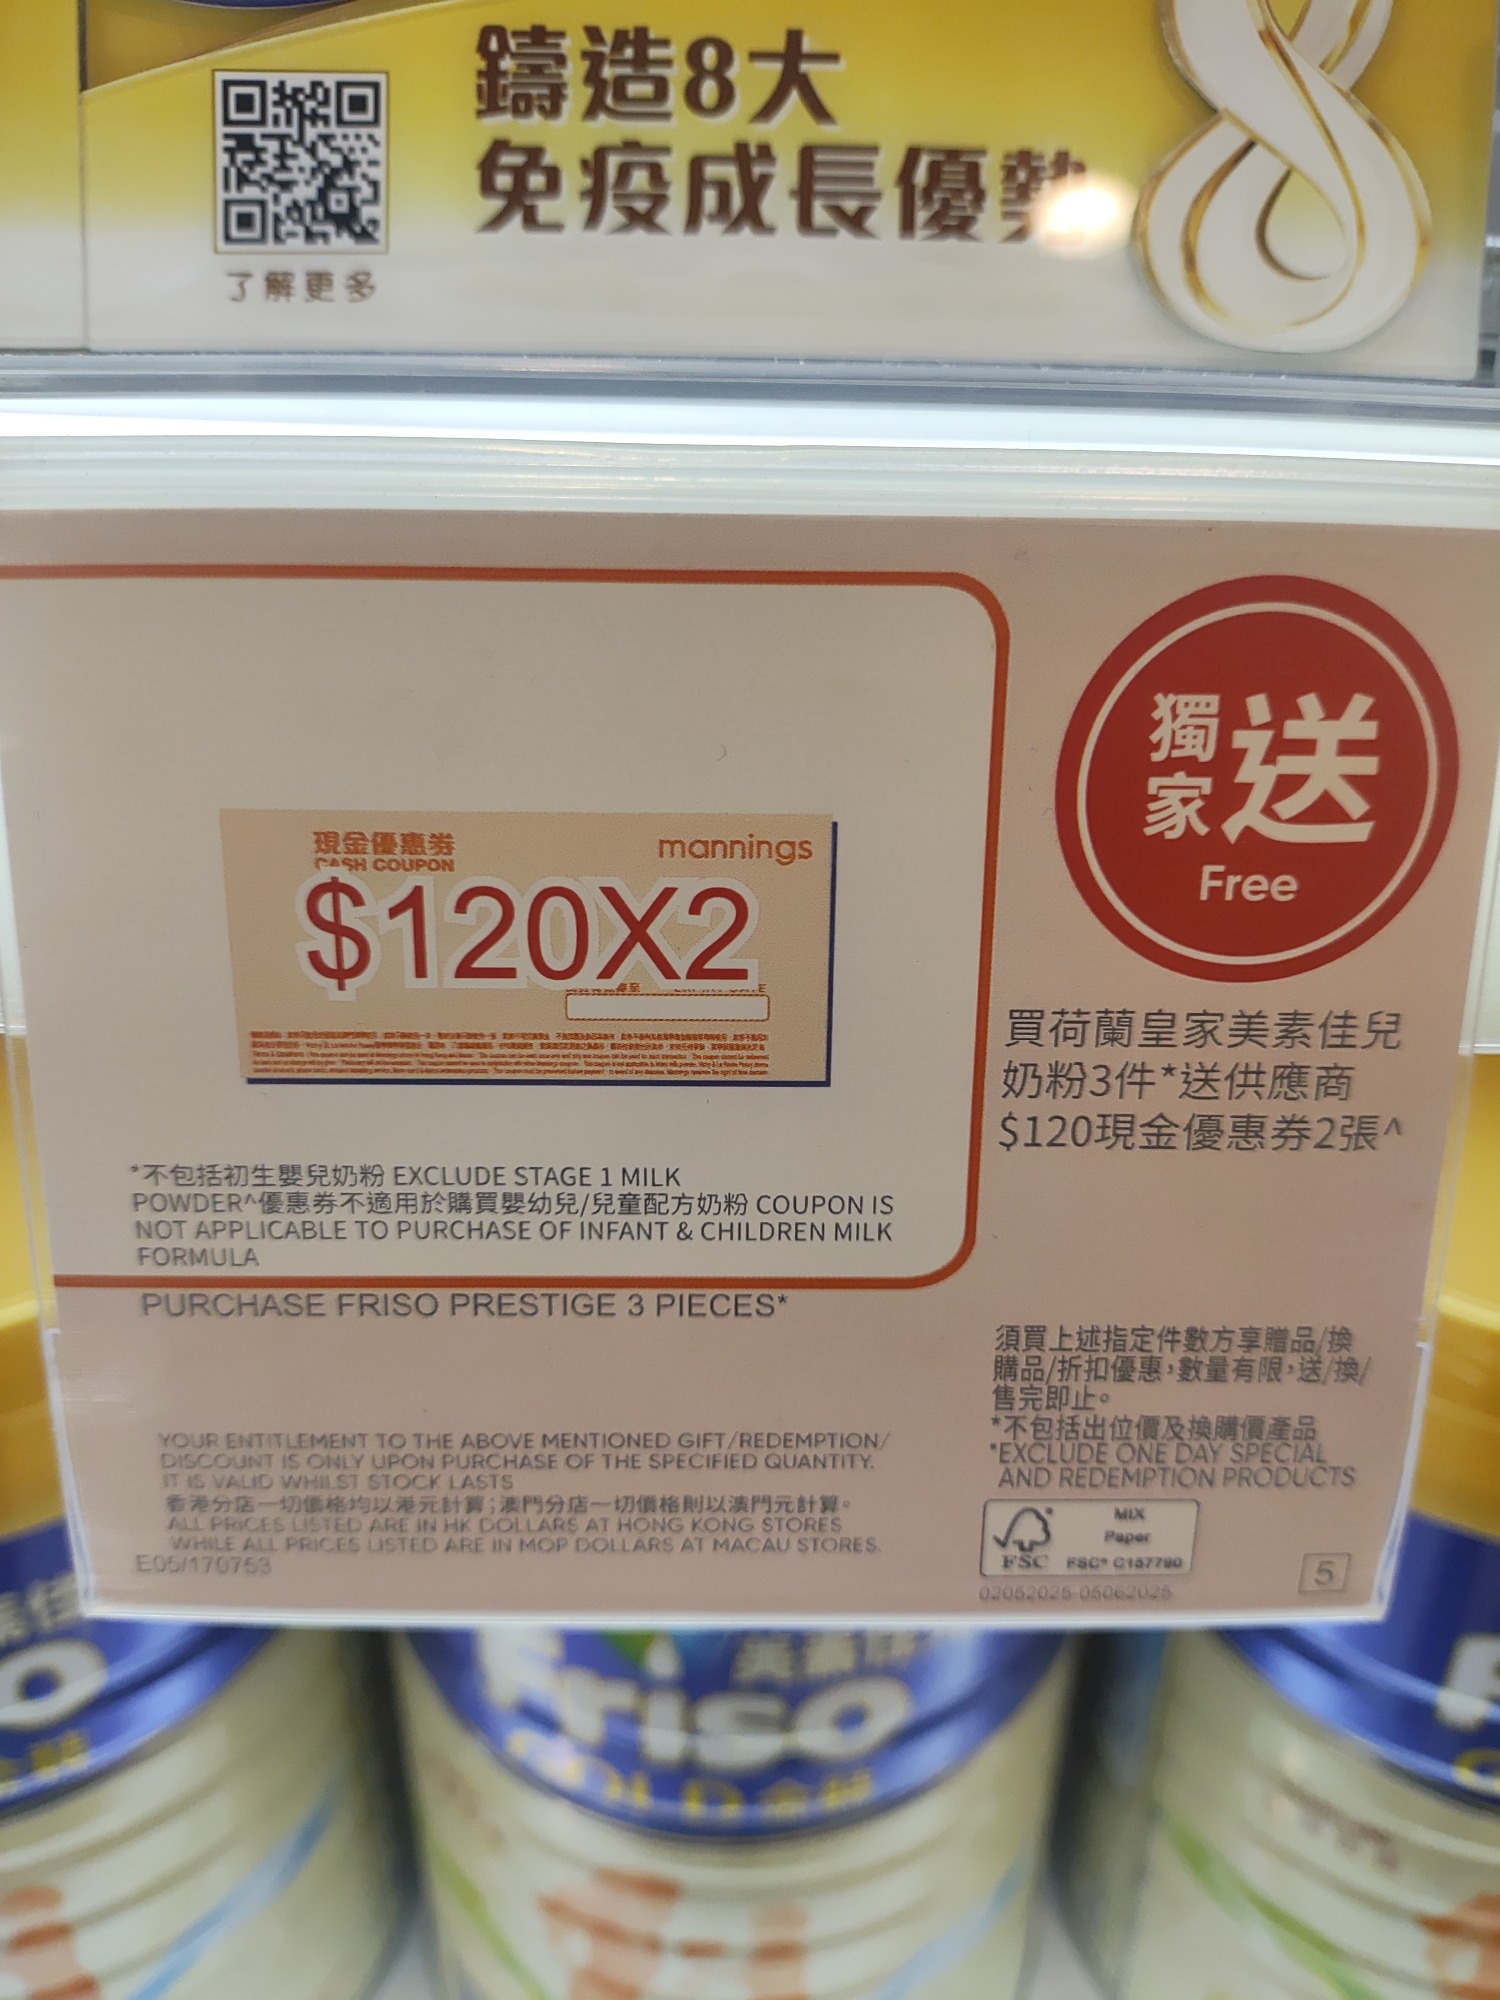 鑄造8大
免疫成長優勢
了解更多
8
現金優惠券
mannings
CASH COUPON
$120X2
獨家送
Free
買荷蘭皇家美素佳兒
奶粉3件*送供應商
$120現金優惠券2張^
*不包括初生嬰兒奶粉 EXCLUDE STAGE 1 MILK
POWDER^優惠券不適用於購買嬰幼兒/兒童配方奶粉 COUPON IS
NOT APPLICABLE TO PURCHASE OF INFANT & CHILDREN MILK
FORMULA
PURCHASE FRISO PRESTIGE 3 PIECES*
須買上述指定件數方享贈品/換
購品/折扣優惠，數量有限，送/換/
售完即止。
*不包括出位價及換購價產品
*EXCLUDE ONE DAY SPECIAL
AND REDEMPTION PRODUCTS
YOUR ENTITLEMENT TO THE ABOVE MENTIONED GIFT/REDEMPTION/
DISCOUNT IS ONLY UPON PURCHASE OF THE SPECIFIED QUANTITY.
IT IS VALID WHILST STOCK LASTS
香港分店一切價格均以港元計算；澳門分店一切價格則以澳門元計算。
ALL PRICES LISTED ARE IN HK DOLLARS AT HONG KONG STORES
WHILE ALL PRICES LISTED ARE IN MOP DOLLARS AT MACAU STORES.
E05/170753
MIX
Paper
FSC FSC® C157790
5
02052025-05062025
美素佳
Friso
GOLD